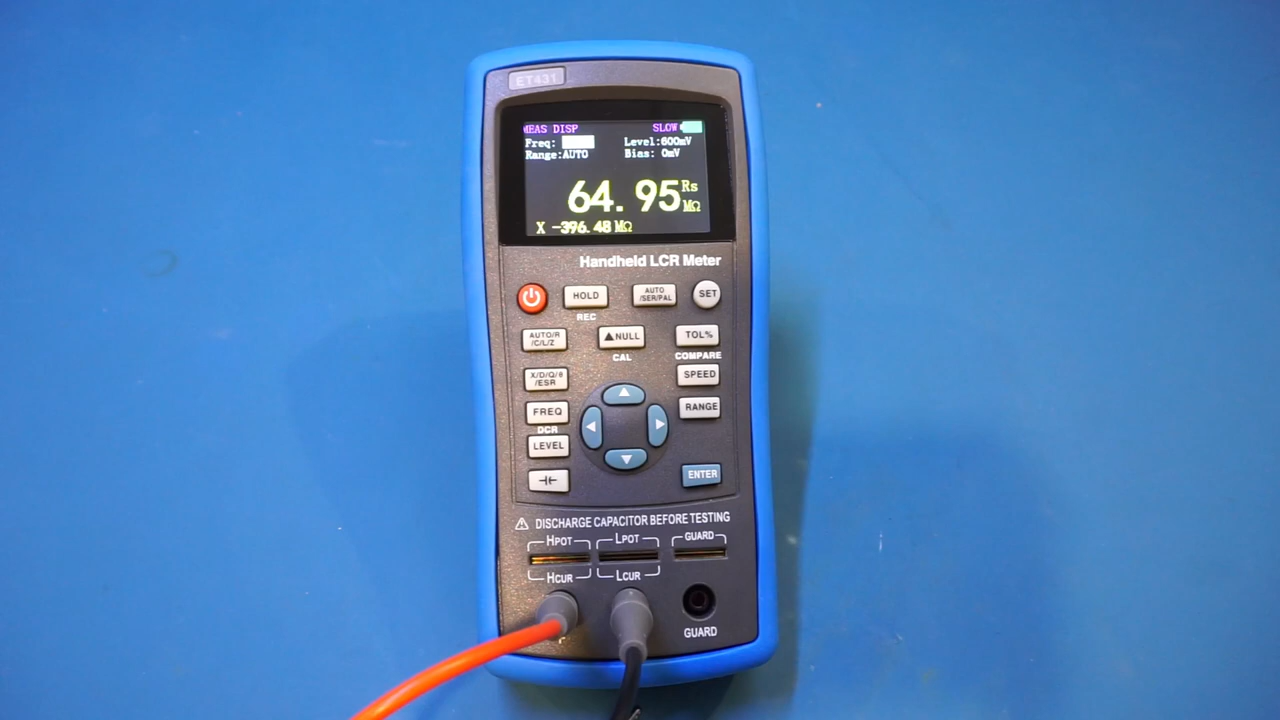 ET431
MEAS DISP SLOW
Freq: Level:600mV
Range:AUTO Bias: 0mV
64.95 Rs MΩ
X -396.48 MΩ
Handheld LCR Meter
HOLD AUTO /SER/PAL SET
REC
AUTO/R /C/L/Z ▲NULL TOL%
CAL COMPARE
X/D/Q/θ /ESR SPEED
FREQ RANGE
DCR
LEVEL
ENTER
DISCHARGE CAPACITOR BEFORE TESTING
HPOT LPOT GUARD
HCUR LCUR
GUARD